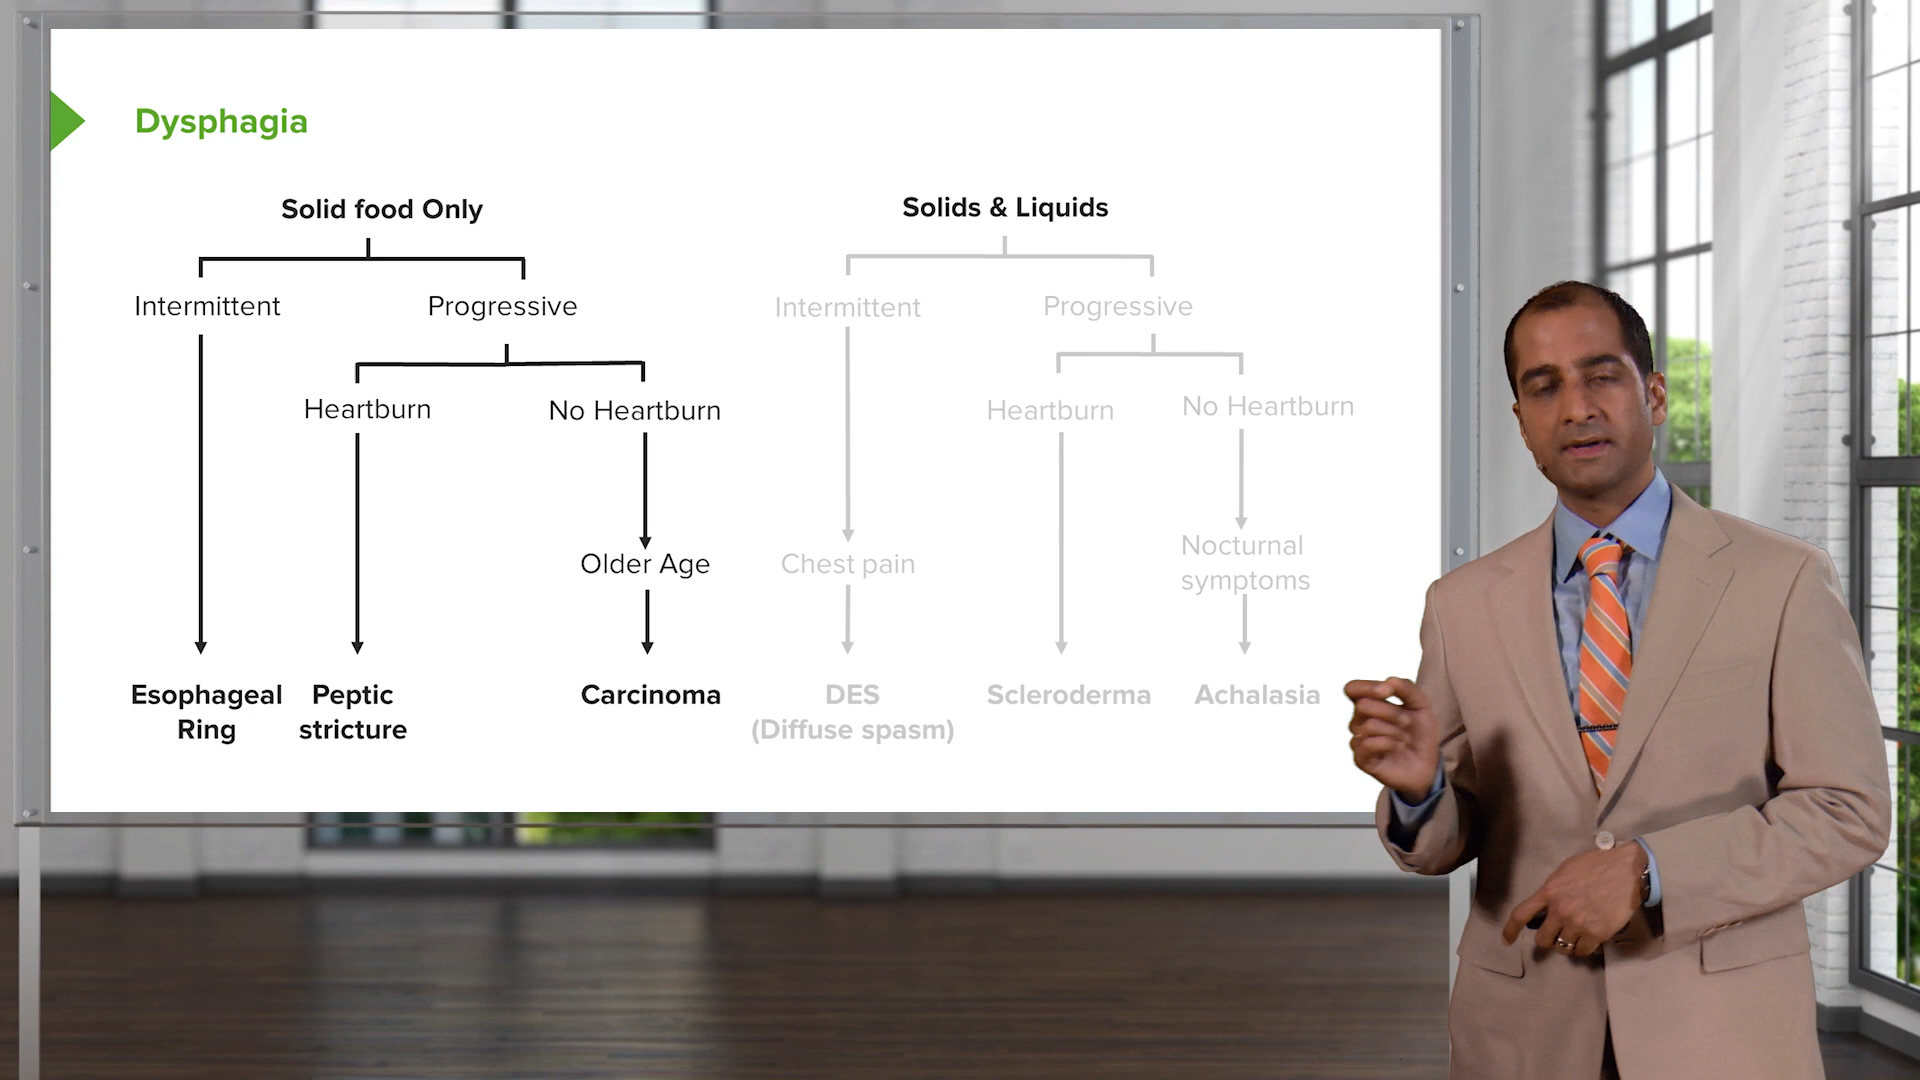 Dysphagia
Solid food Only
Intermittent
Progressive
Heartburn
No Heartburn
Older Age
Esophageal
Ring
Peptic
stricture
Carcinoma
Solids & Liquids
Intermittent
Progressive
Heartburn
No Heartburn
Chest pain
Nocturnal
symptoms
DES
(Diffuse spasm)
Scleroderma
Achalasia